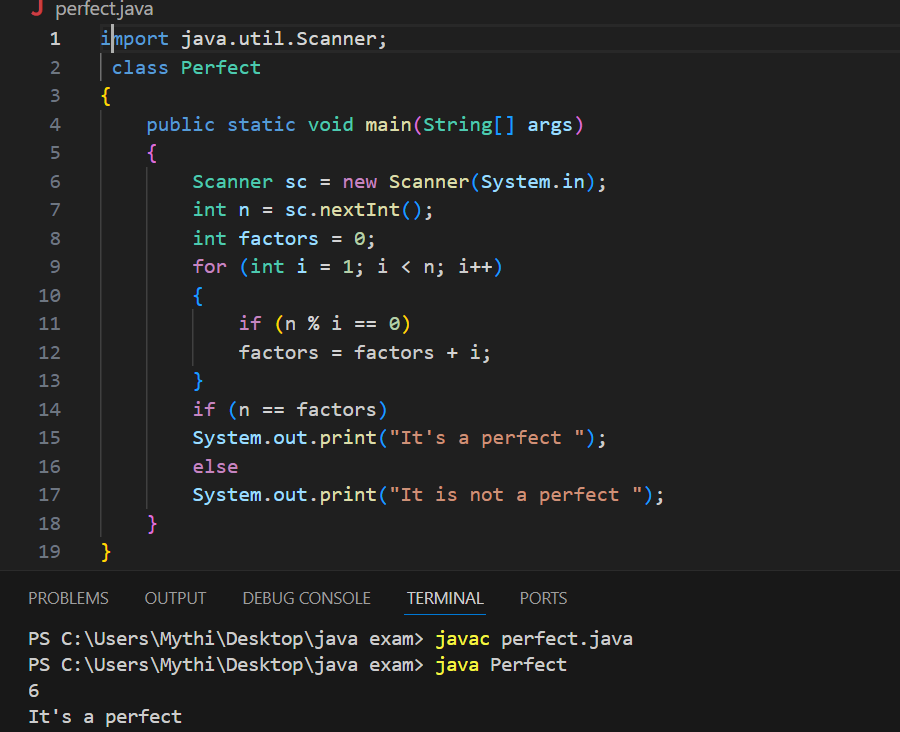 perfect.java
1 import java.util.Scanner;
2 class Perfect
3 {
4 public static void main(String[] args)
5 {
6 Scanner sc = new Scanner(System.in);
7 int n = sc.nextInt();
8 int factors = 0;
9 for (int i = 1; i < n; i++)
10 {
11 if (n % i == 0)
12 factors = factors + i;
13 }
14 if (n == factors)
15 System.out.print("It's a perfect ");
16 else
17 System.out.print("It is not a perfect ");
18 }
19 }
PROBLEMS OUTPUT DEBUG CONSOLE TERMINAL PORTS
PS C:\Users\Mythi\Desktop\java exam> javac perfect.java
PS C:\Users\Mythi\Desktop\java exam> java Perfect
6
It's a perfect